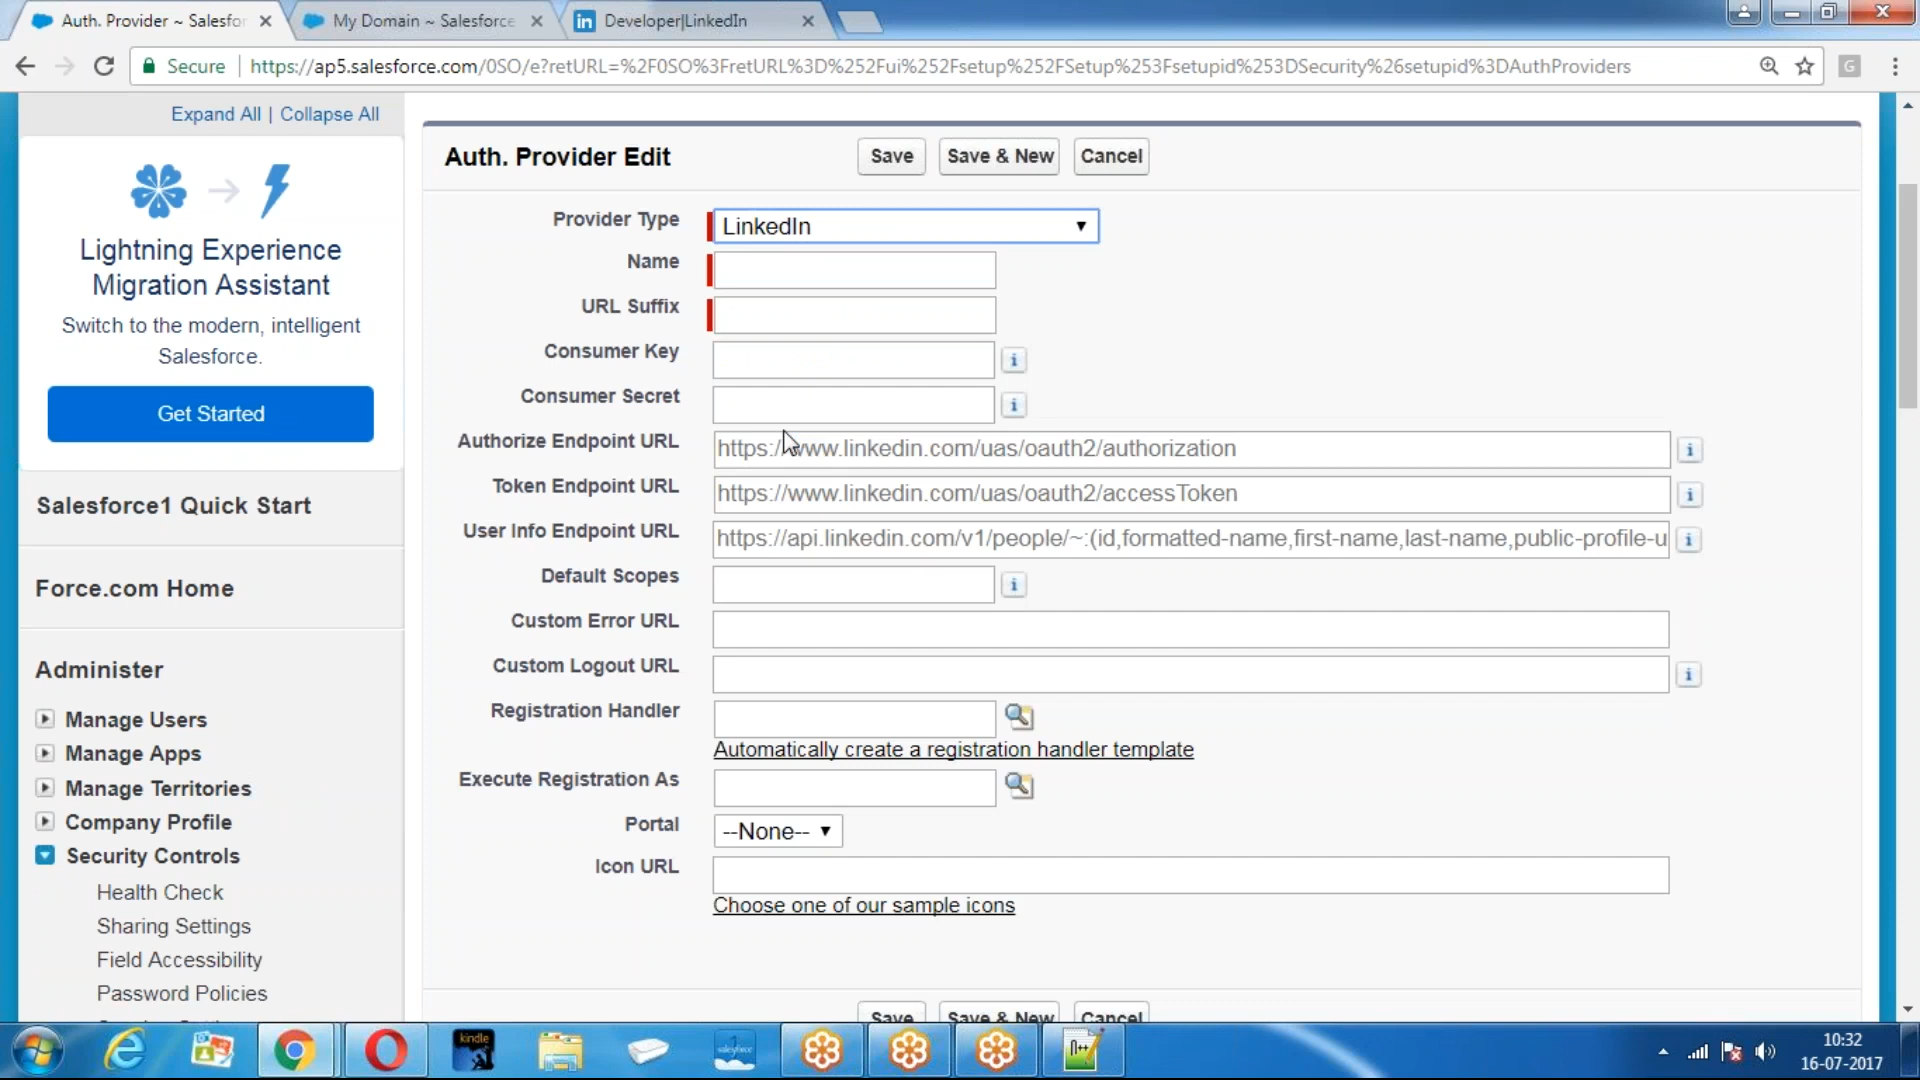 Auth. Provider ~ Salesfor
My Domain ~ Salesforce
Developer|LinkedIn
Secure
https://ap5.salesforce.com/0SO/e?retURL=%2F0SO%3FretURL%3D%252Fui%252Fsetup%252FSetup%253Fsetupid%253DSecurity%26setupid%3DAuthProviders
G
Expand All | Collapse All
Lightning Experience
Migration Assistant
Switch to the modern, intelligent
Salesforce.
Get Started
Salesforce1 Quick Start
Force.com Home
Administer
Manage Users
Manage Apps
Manage Territories
Company Profile
Security Controls
Health Check
Sharing Settings
Field Accessibility
Password Policies
Auth. Provider Edit
Save
Save & New
Cancel
Provider Type
LinkedIn
Name
URL Suffix
Consumer Key
Consumer Secret
Authorize Endpoint URL
https://www.linkedin.com/uas/oauth2/authorization
Token Endpoint URL
https://www.linkedin.com/uas/oauth2/accessToken
User Info Endpoint URL
https://api.linkedin.com/v1/people/~:(id,formatted-name,first-name,last-name,public-profile-u
Default Scopes
Custom Error URL
Custom Logout URL
Registration Handler
Automatically create a registration handler template
Execute Registration As
Portal
--None--
Icon URL
Choose one of our sample icons
Save
Save & New
Cancel
kindle
salesforce
10:32
16-07-2017